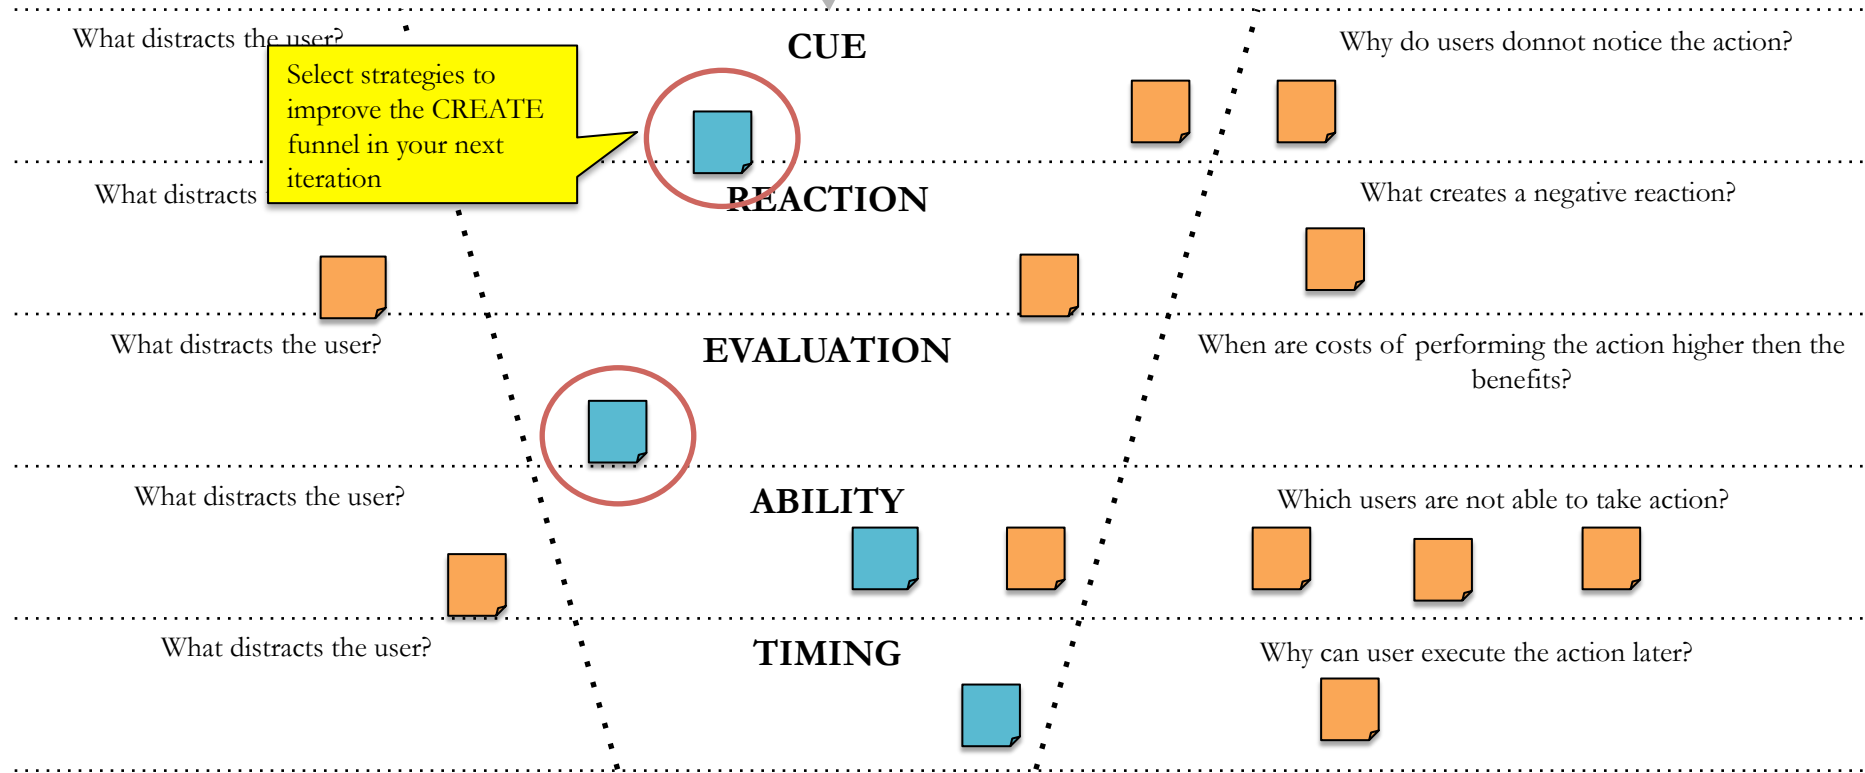 What distracts the user?
CUE
Why do users donnot notice the action?
Select strategies to
improve the CREATE
funnel in your next
iteration
What distracts
REACTION
What creates a negative reaction?
What distracts the user?
EVALUATION
When are costs of performing the action higher then the
benefits?
What distracts the user?
ABILITY
Which users are not able to take action?
What distracts the user?
TIMING
Why can user execute the action later?